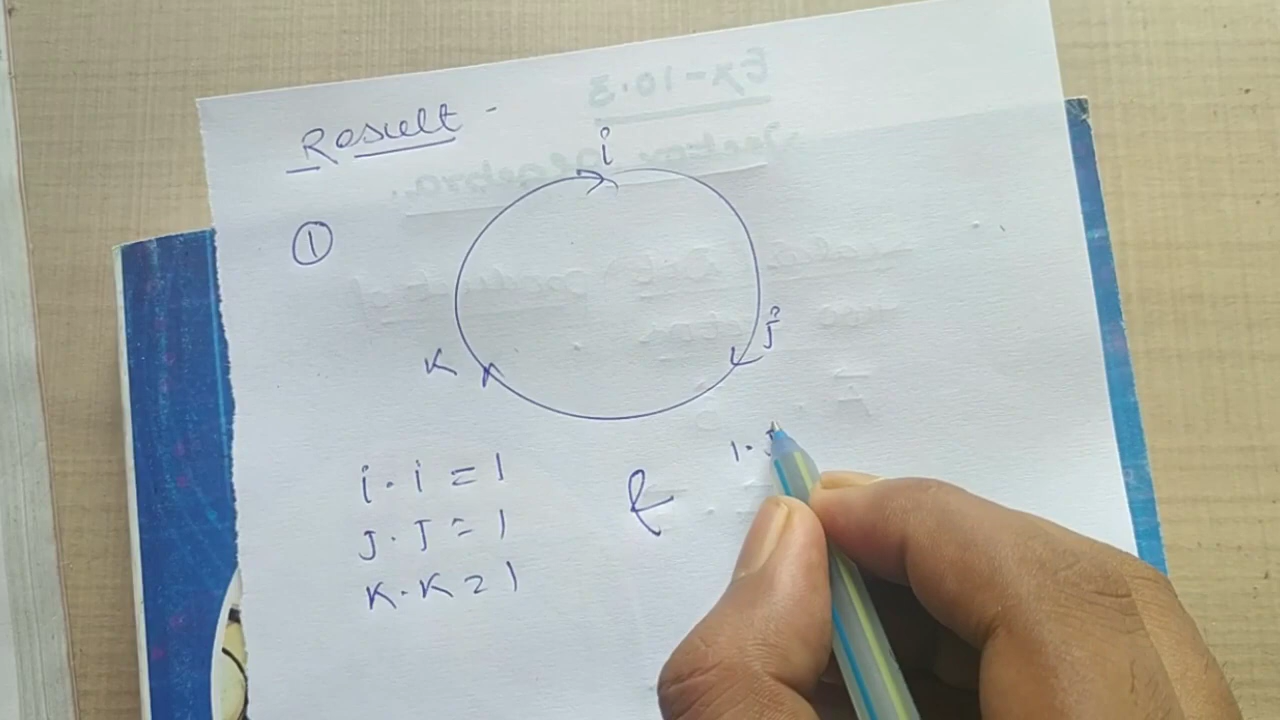 Result -
①
i
ĵ
K
i . i = 1
J . J = 1
K . K = 1
&
i . J